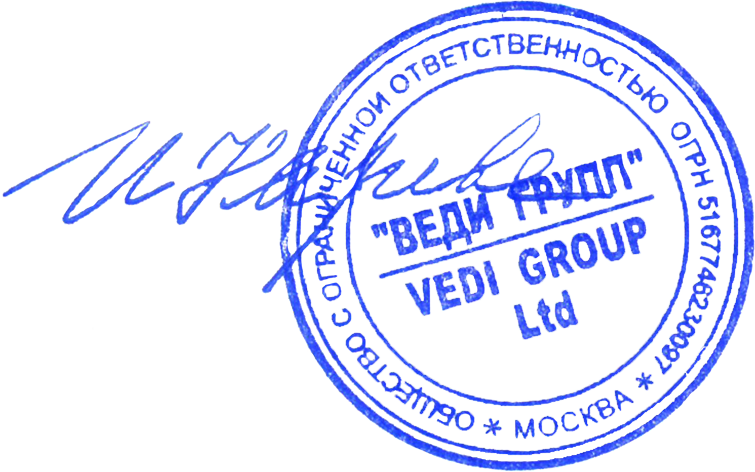 ОБЩЕСТВО С ОГРАНИЧЕННОЙ ОТВЕТСТВЕННОСТЬЮ ОГРН 5167746230097
* МОСКВА *
"ВЕДИ ГРУПП"
VEDI GROUP
Ltd